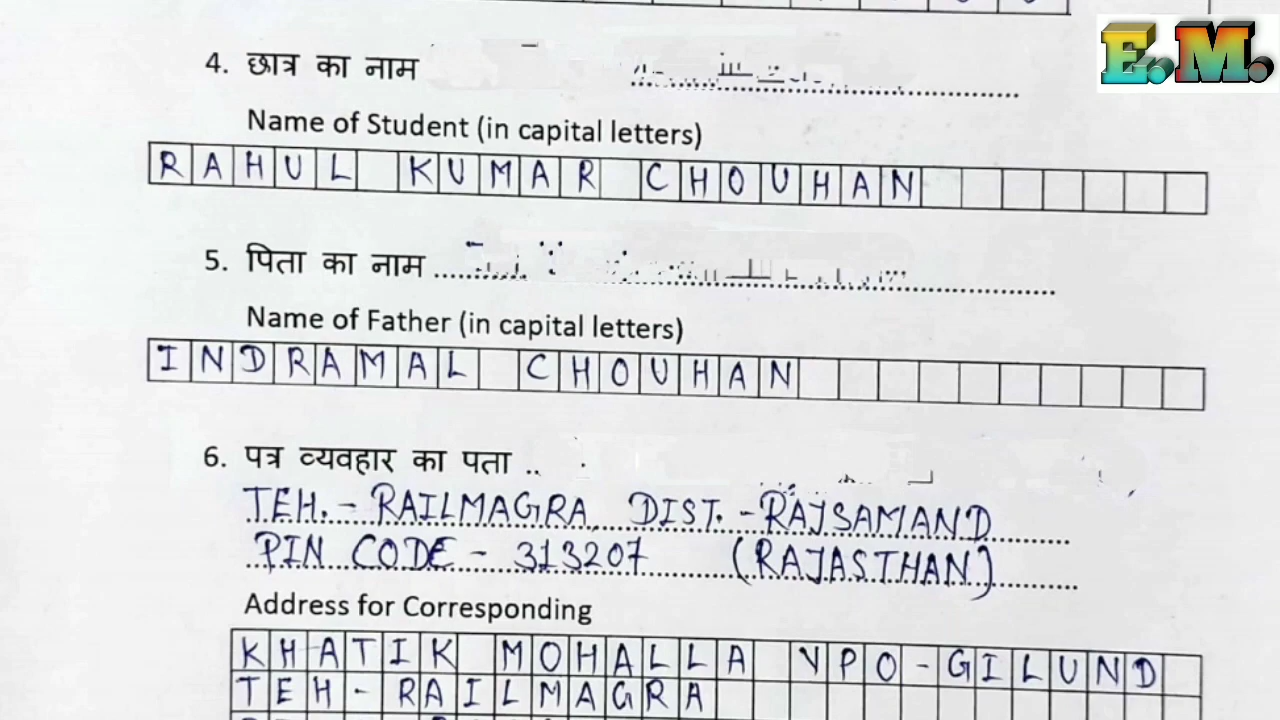 E.M.
4. छात्र का नाम
Name of Student (in capital letters)
RAHUL KUMAR CHOUHAN
5. पिता का नाम
Name of Father (in capital letters)
INDRAMAL CHOUHAN
6. पत्र व्यवहार का पता
TEH.- RAILMAGRA DIST.- RAJSAMAND
PIN CODE - 313207 (RAJASTHAN)
Address for Corresponding
KHATIK MOHALLA VPO-GILUND
TEH-RAILMAGRA